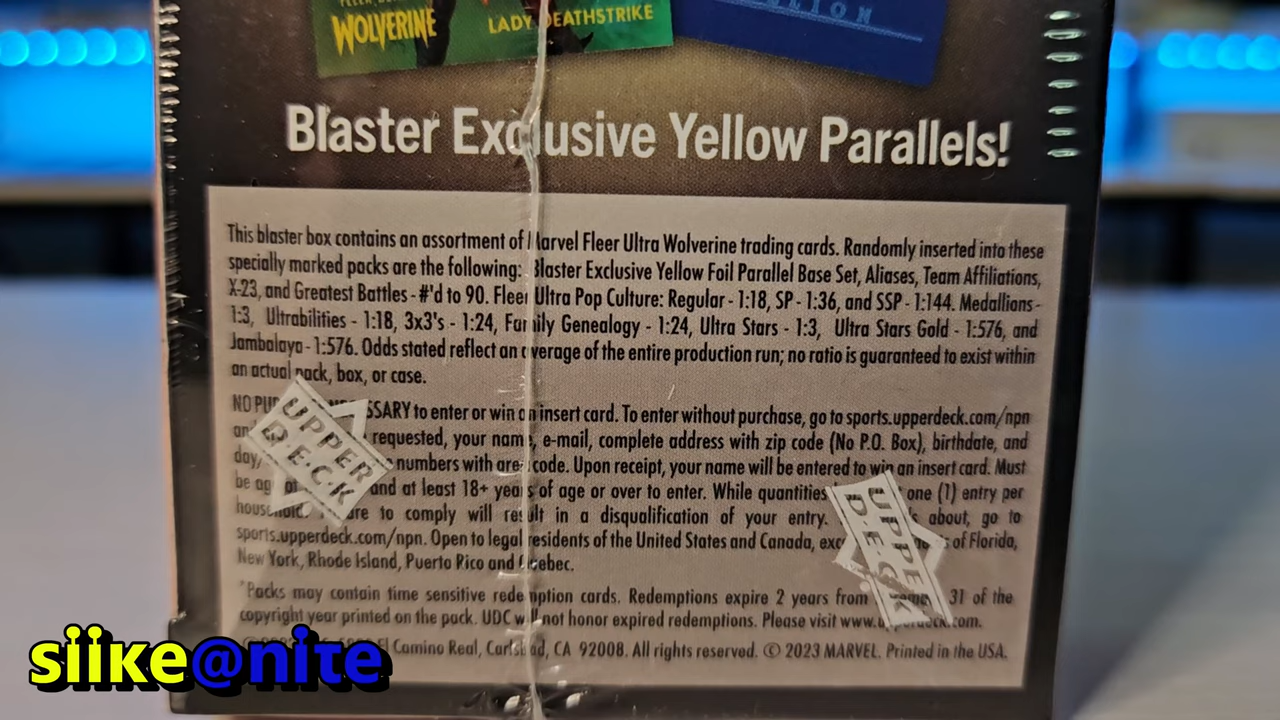 WOLVERINE
LADY DEATHSTRIKE
Blaster Exclusive Yellow Parallels!
This blaster box contains an assortment of Marvel Fleer Ultra Wolverine trading cards. Randomly inserted into these
specially marked packs are the following: Blaster Exclusive Yellow Foil Parallel Base Set, Aliases, Team Affiliations,
X-23, and Greatest Battles - #'d to 90. Fleer Ultra Pop Culture: Regular - 1:18, SP - 1:36, and SSP - 1:144. Medallions -
1:3, Ultrabilities - 1:18, 3x3's - 1:24, Family Genealogy - 1:24, Ultra Stars - 1:3, Ultra Stars Gold - 1:576, and
Jambalaya - 1:576. Odds stated reflect an average of the entire production run; no ratio is guaranteed to exist within
an actual pack, box, or case.
NO SSARY to enter or win an insert card. To enter without purchase, go to sports.upperdeck.com/npn
requested, your name, e-mail, complete address with zip code (No P.O. Box), birthdate, and
day/ numbers with area code. Upon receipt, your name will be entered to win an insert card. Must
be and at least 18+ years of age or over to enter. While quantities one (1) entry per
to comply will result in a disqualification of your entry. about, go to
sports.upperdeck.com/npn. Open to legal residents of the United States and Canada, of Florida,
New York, Rhode Island, Puerto Rico and Quebec.
*Packs may contain time sensitive redemption cards. Redemptions expire 2 years from 31 of the
copyright year printed on the pack. UDC will not honor expired redemptions. Please visit www.upperdeck.com.
Camino Real, Carlsbad, CA 92008. All rights reserved. © 2023 MARVEL. Printed in the USA.
UPPER
DECK
UPPER
DECK
siike@nite